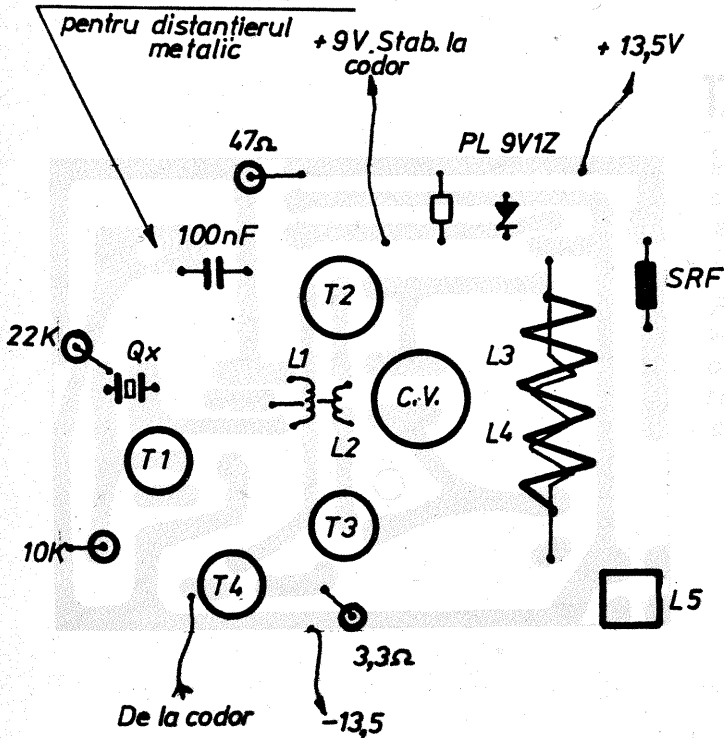 pentru distanțierul
metalic
+ 9V. Stab. la
codor
+ 13,5V
47Ω
PL 9V1Z
100nF
T2
SRF
22K
Qx
L1
L3
C.V.
L4
L2
T1
T3
10K
T4
L5
3,3Ω
De la codor
-13,5